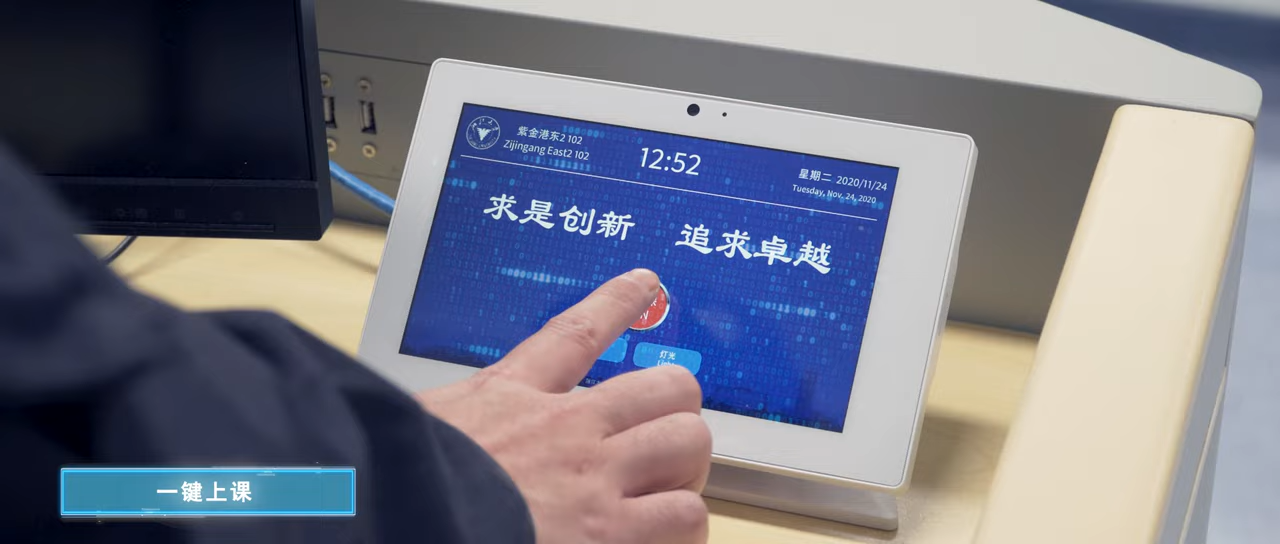 紫金港东2 102
Zijingang East2 102
12:52
星期二 2020/11/24
Tuesday, Nov. 24, 2020
求是创新 追求卓越
灯光
一键上课